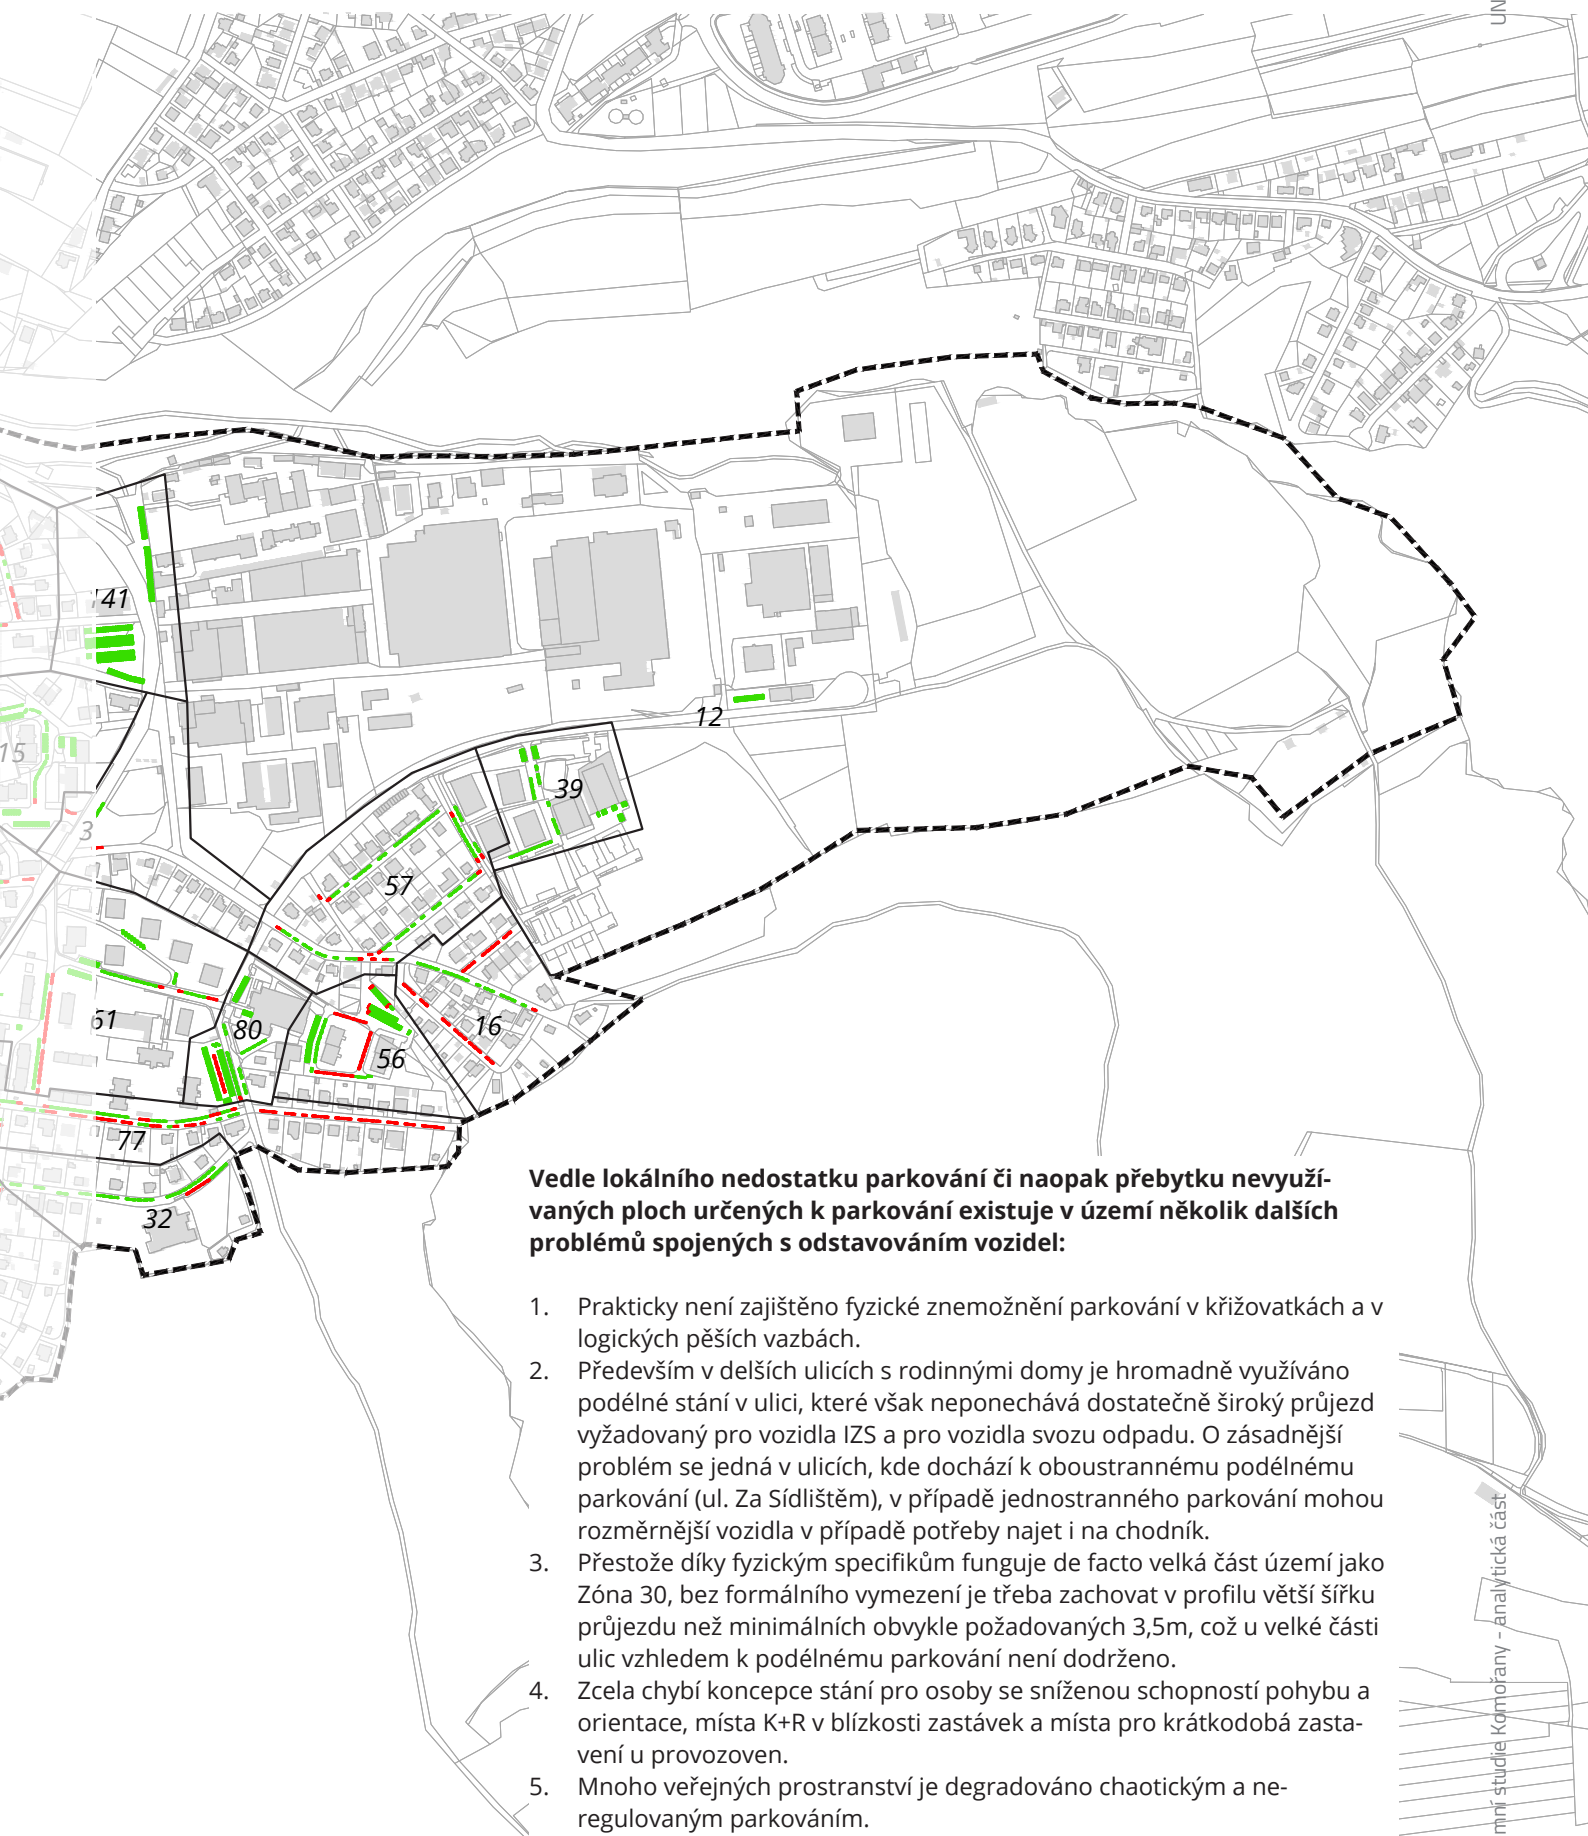 UN
41
15
3
12
39
57
61
80
16
56
77
32
Vedle lokálního nedostatku parkování či naopak přebytku nevyuží-
vaných ploch určených k parkování existuje v území několik dalších
problémů spojených s odstavováním vozidel:
1. Prakticky není zajištěno fyzické znemožnění parkování v křižovatkách a v
logických pěších vazbách.
2. Především v delších ulicích s rodinnými domy je hromadně využíváno
podélné stání v ulici, které však neponechává dostatečně široký průjezd
vyžadovaný pro vozidla IZS a pro vozidla svozu odpadu. O zásadnější
problém se jedná v ulicích, kde dochází k oboustrannému podélnému
parkování (ul. Za Sídlištěm), v případě jednostranného parkování mohou
rozměrnější vozidla v případě potřeby najet i na chodník.
3. Přestože díky fyzickým specifikům funguje de facto velká část území jako
Zóna 30, bez formálního vymezení je třeba zachovat v profilu větší šířku
průjezdu než minimálních obvykle požadovaných 3,5m, což u velké části
ulic vzhledem k podélnému parkování není dodrženo.
4. Zcela chybí koncepce stání pro osoby se sníženou schopností pohybu a
orientace, místa K+R v blízkosti zastávek a místa pro krátkodobá zasta-
vení u provozoven.
5. Mnoho veřejných prostranství je degradováno chaotickým a ne-
regulovaným parkováním.
mní studie Komořany - analytická část